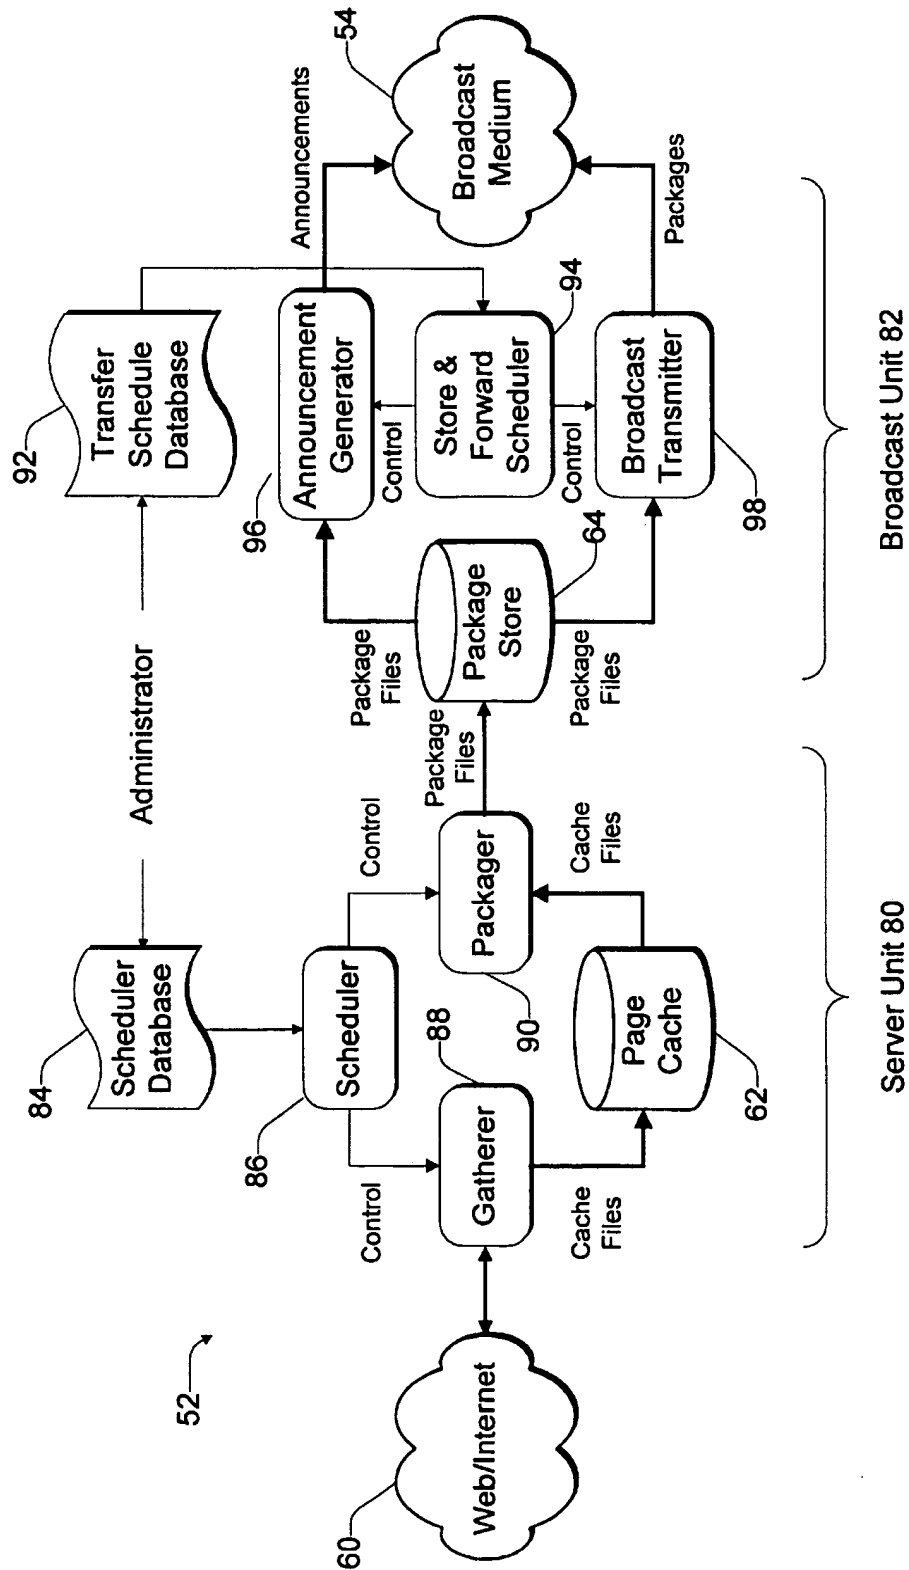 52
60
Web/Internet
84
Scheduler
Database
Administrator
92
Transfer
Schedule
Database
86
Scheduler
Control
Control
88
Gatherer
Cache
Files
62
Page
Cache
Cache
Files
90
Packager
Package
Files
64
Package
Store
Package
Files
Package
Files
96
Announcement
Generator
Control
94
Store &
Forward
Scheduler
Control
98
Broadcast
Transmitter
Announcements
Packages
54
Broadcast
Medium
Server Unit 80
Broadcast Unit 82